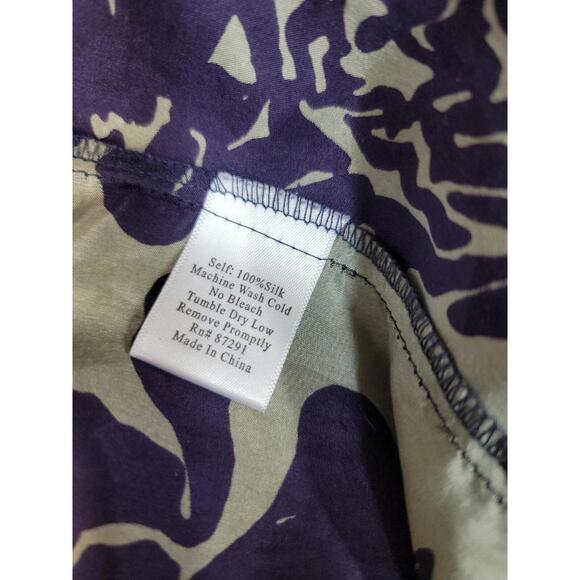 Self: 100%Silk
Machine Wash Cold
No Bleach
Tumble Dry Low
Remove Promptly
Rn# 87291
Made In China